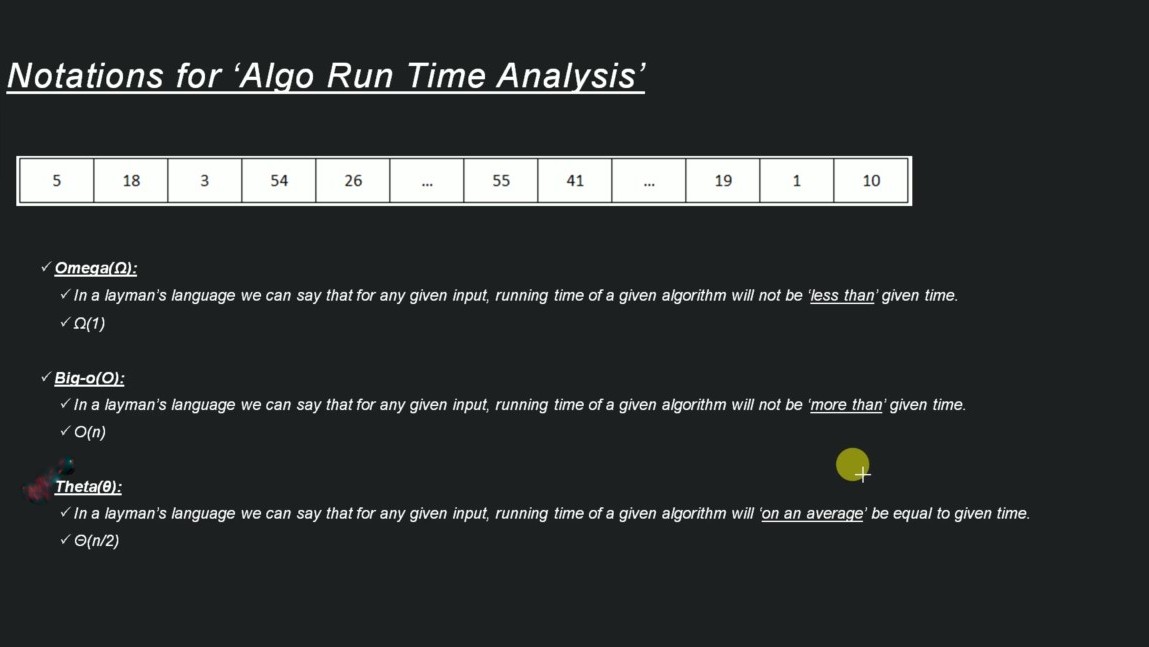 Notations for ‘Algo Run Time Analysis’
5 18 3 54 26 ... 55 41 ... 19 1 10
✓ Omega(Ω):
✓ In a layman’s language we can say that for any given input, running time of a given algorithm will not be ‘less than’ given time.
✓ Ω(1)
✓ Big-o(O):
✓ In a layman’s language we can say that for any given input, running time of a given algorithm will not be ‘more than’ given time.
✓ O(n)
Theta(θ):
✓ In a layman’s language we can say that for any given input, running time of a given algorithm will ‘on an average’ be equal to given time.
✓ Θ(n/2)